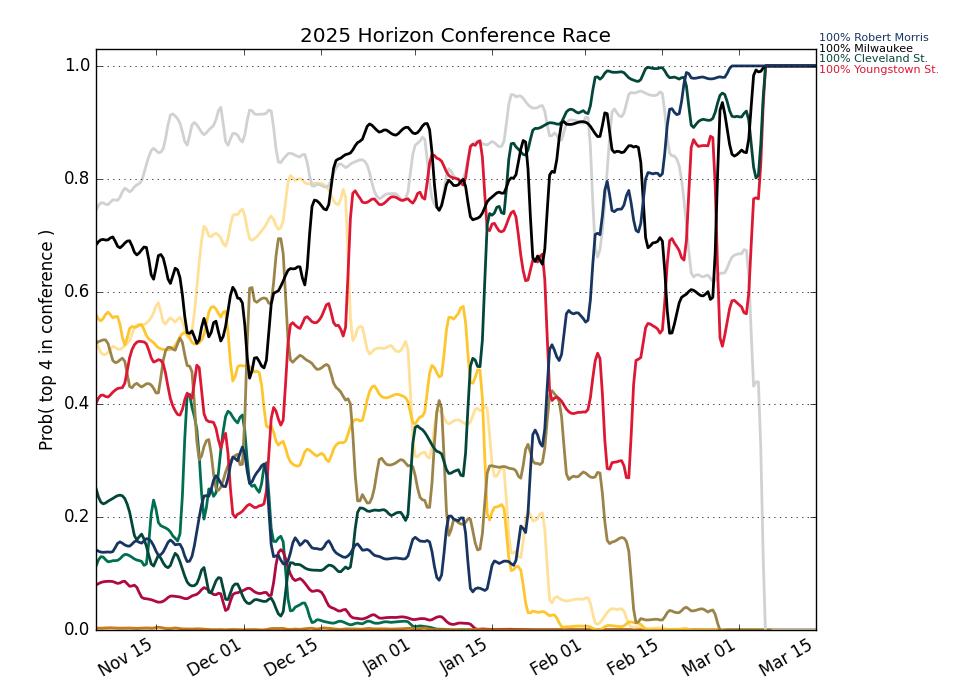 2025 Horizon Conference Race
100% Robert Morris
100% Milwaukee
100% Cleveland St.
100% Youngstown St.
Prob( top 4 in conference )
1.0
0.8
0.6
0.4
0.2
0.0
Nov 15
Dec 01
Dec 15
Jan 01
Jan 15
Feb 01
Feb 15
Mar 01
Mar 15